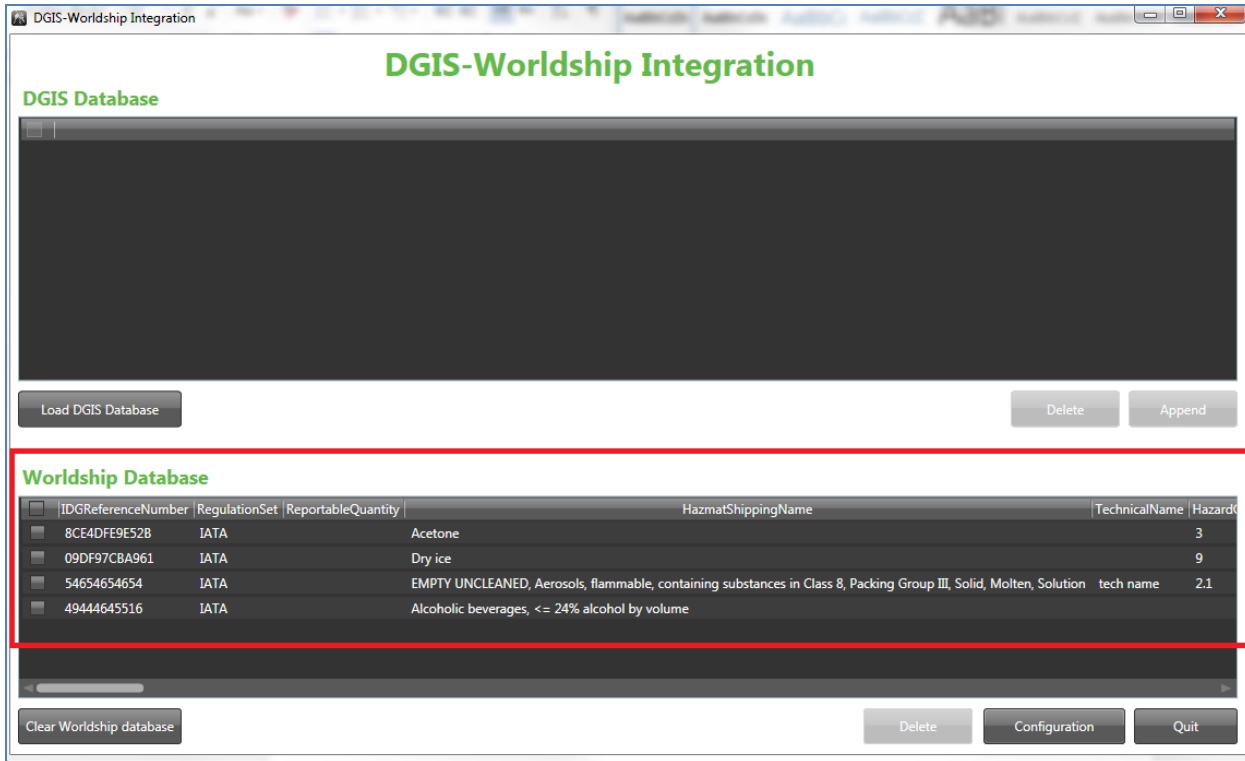 DGIS-Worldship Integration
DGIS-Worldship Integration
DGIS Database
Load DGIS Database
Delete
Append
Worldship Database
IDGReferenceNumber RegulationSet ReportableQuantity HazmatShippingName TechnicalName Hazard
8CE4DFE9E52B IATA Acetone 3
09DF97CBA961 IATA Dry ice 9
54654654654 IATA EMPTY UNCLEANED, Aerosols, flammable, containing substances in Class 8, Packing Group III, Solid, Molten, Solution tech name 2.1
49444645516 IATA Alcoholic beverages, <= 24% alcohol by volume
Clear Worldship database
Delete
Configuration
Quit